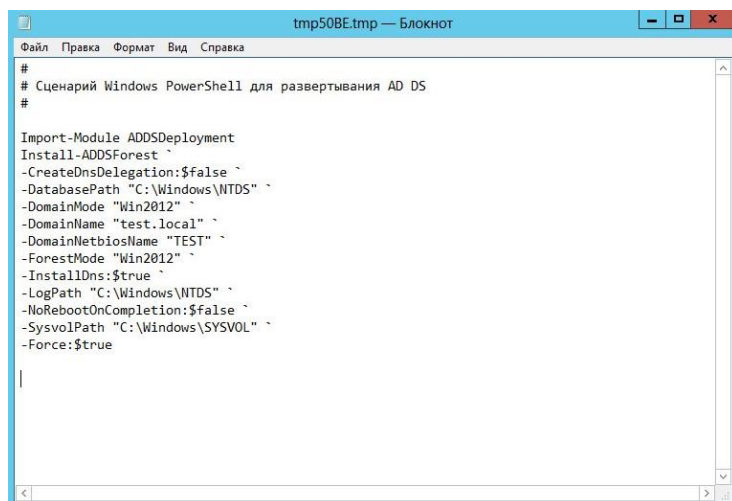 tmp50BE.tmp — Блокнот
Файл Правка Формат Вид Справка
#
# Сценарий Windows PowerShell для развертывания AD DS
#
Import-Module ADDSDeployment
Install-ADDSForest `
-CreateDnsDelegation:$false `
-DatabasePath "C:\Windows\NTDS" `
-DomainMode "Win2012" `
-DomainName "test.local" `
-DomainNetbiosName "TEST" `
-ForestMode "Win2012" `
-InstallDns:$true `
-LogPath "C:\Windows\NTDS" `
-NoRebootOnCompletion:$false `
-SysvolPath "C:\Windows\SYSVOL" `
-Force:$true